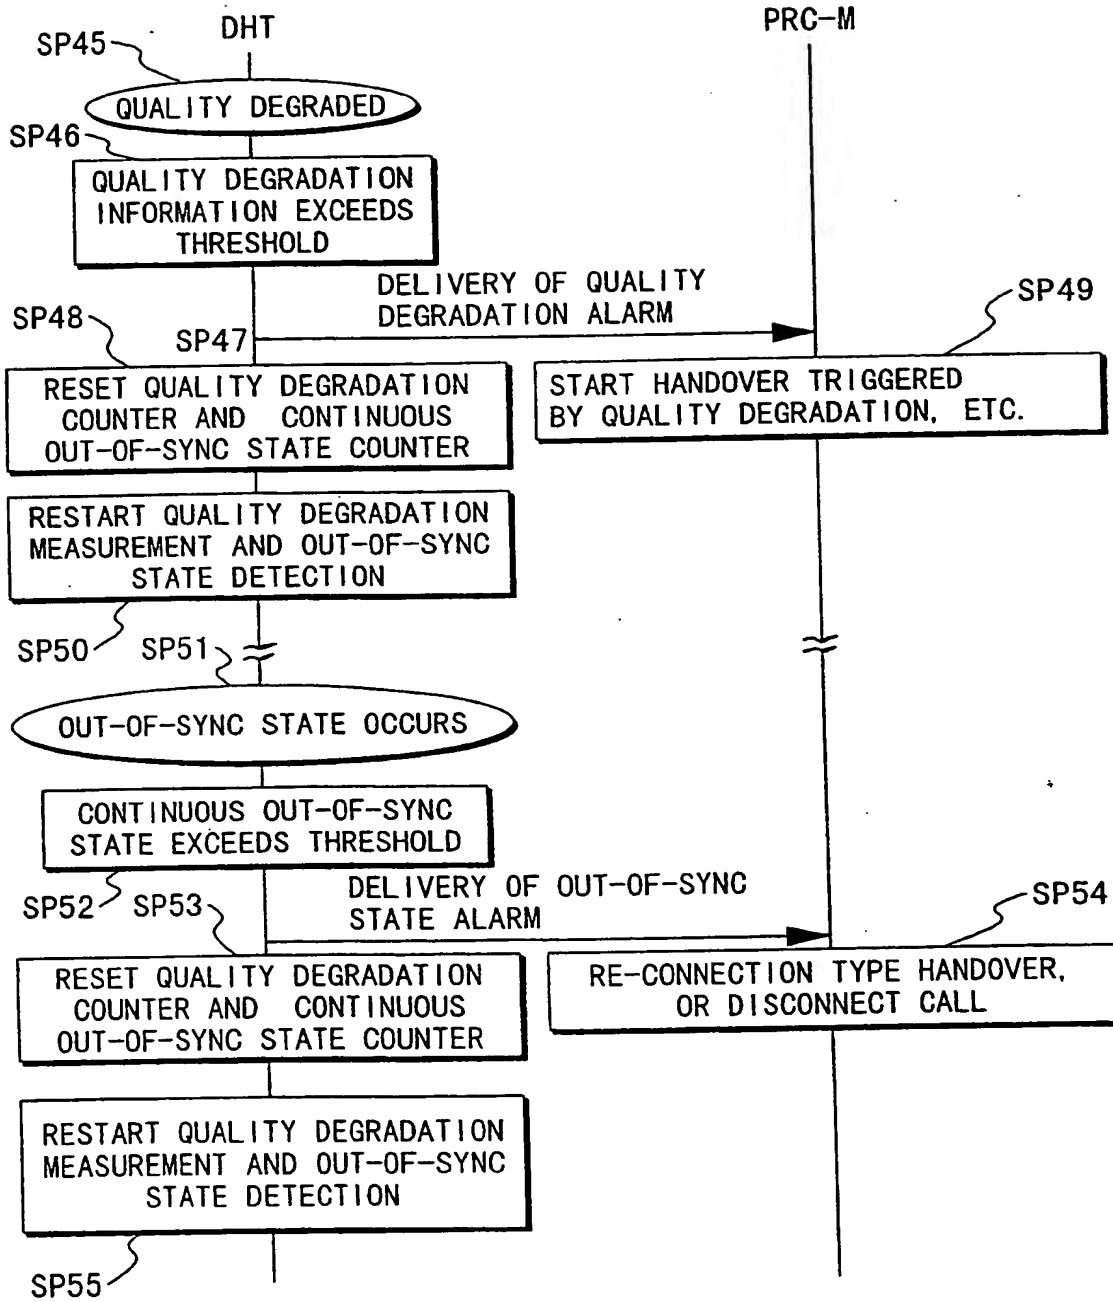 DHT
PRC-M
SP45
QUALITY DEGRADED
SP46
QUALITY DEGRADATION
INFORMATION EXCEEDS
THRESHOLD
DELIVERY OF QUALITY
DEGRADATION ALARM
SP49
SP48
SP47
RESET QUALITY DEGRADATION
COUNTER AND CONTINUOUS
OUT-OF-SYNC STATE COUNTER
START HANDOVER TRIGGERED
BY QUALITY DEGRADATION, ETC.
RESTART QUALITY DEGRADATION
MEASUREMENT AND OUT-OF-SYNC
STATE DETECTION
SP50
SP51
OUT-OF-SYNC STATE OCCURS
CONTINUOUS OUT-OF-SYNC
STATE EXCEEDS THRESHOLD
SP52
SP53
DELIVERY OF OUT-OF-SYNC
STATE ALARM
SP54
RESET QUALITY DEGRADATION
COUNTER AND CONTINUOUS
OUT-OF-SYNC STATE COUNTER
RE-CONNECTION TYPE HANDOVER,
OR DISCONNECT CALL
RESTART QUALITY DEGRADATION
MEASUREMENT AND OUT-OF-SYNC
STATE DETECTION
SP55